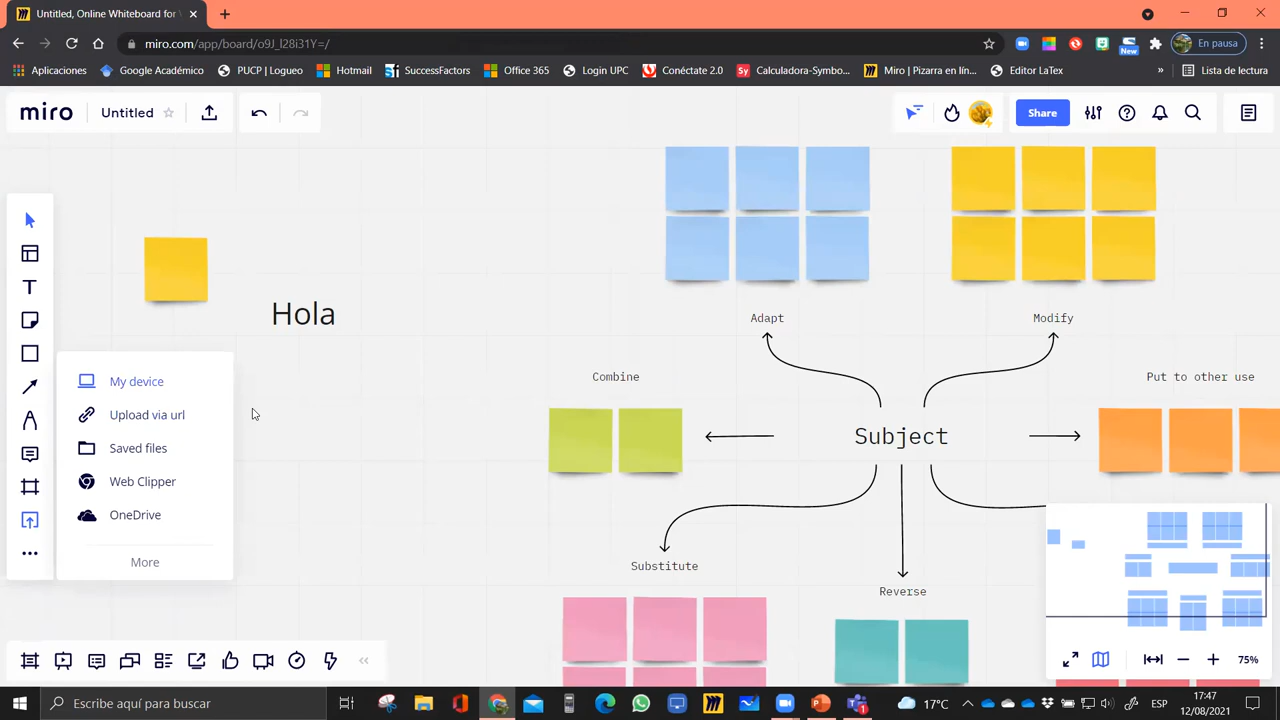 Untitled, Online Whiteboard for
miro.com/app/board/o9J_l28i31Y=/
En pausa
New
Aplicaciones
Google Académico
PUCP | Logueo
Hotmail
SuccessFactors
Office 365
Login UPC
Conéctate 2.0
Calculadora-Symbo...
Miro | Pizarra en lín...
Editor LaTex
»
Lista de lectura
miro
Untitled
Share
Hola
Adapt
Modify
Combine
Put to other use
Subject
Substitute
Reverse
My device
Upload via url
Saved files
Web Clipper
OneDrive
More
75%
Escribe aquí para buscar
17°C
ESP
17:47
12/08/2021